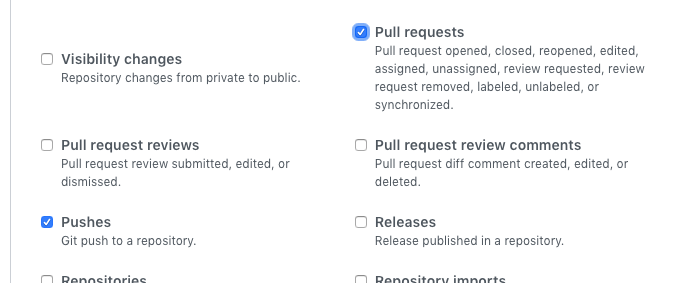 Pull requests
Pull request opened, closed, reopened, edited,
assigned, unassigned, review requested, review
request removed, labeled, unlabeled, or
synchronized.
Visibility changes
Repository changes from private to public.
Pull request reviews
Pull request review submitted, edited, or
dismissed.
Pull request review comments
Pull request diff comment created, edited, or
deleted.
Pushes
Git push to a repository.
Releases
Release published in a repository.
Repositories
Repository imports